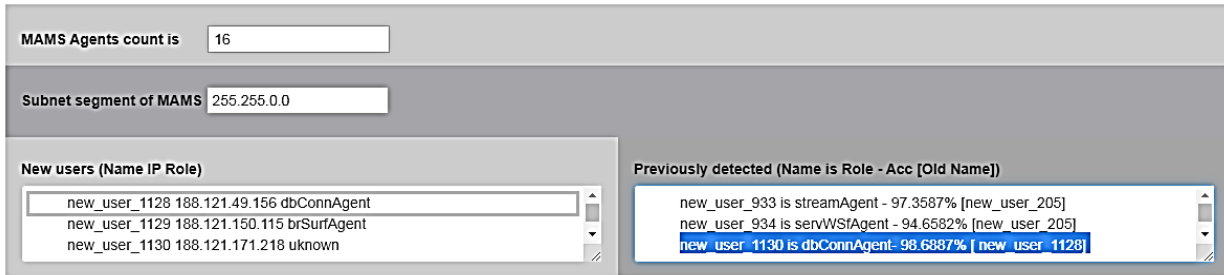 MAMS Agents count is 16
Subnet segment of MAMS 255.255.0.0
New users (Name IP Role)
new_user_1128 188.121.49.156 dbConnAgent
new_user_1129 188.121.150.115 brSurfAgent
new_user_1130 188.121.171.218 uknown
Previously detected (Name is Role - Acc [Old Name])
new_user_933 is streamAgent - 97.3587% [new_user_205]
new_user_934 is servWSfAgent - 94.6582% [new_user_205]
new_user_1130 is dbConnAgent- 98.6887% [ new_user_1128]